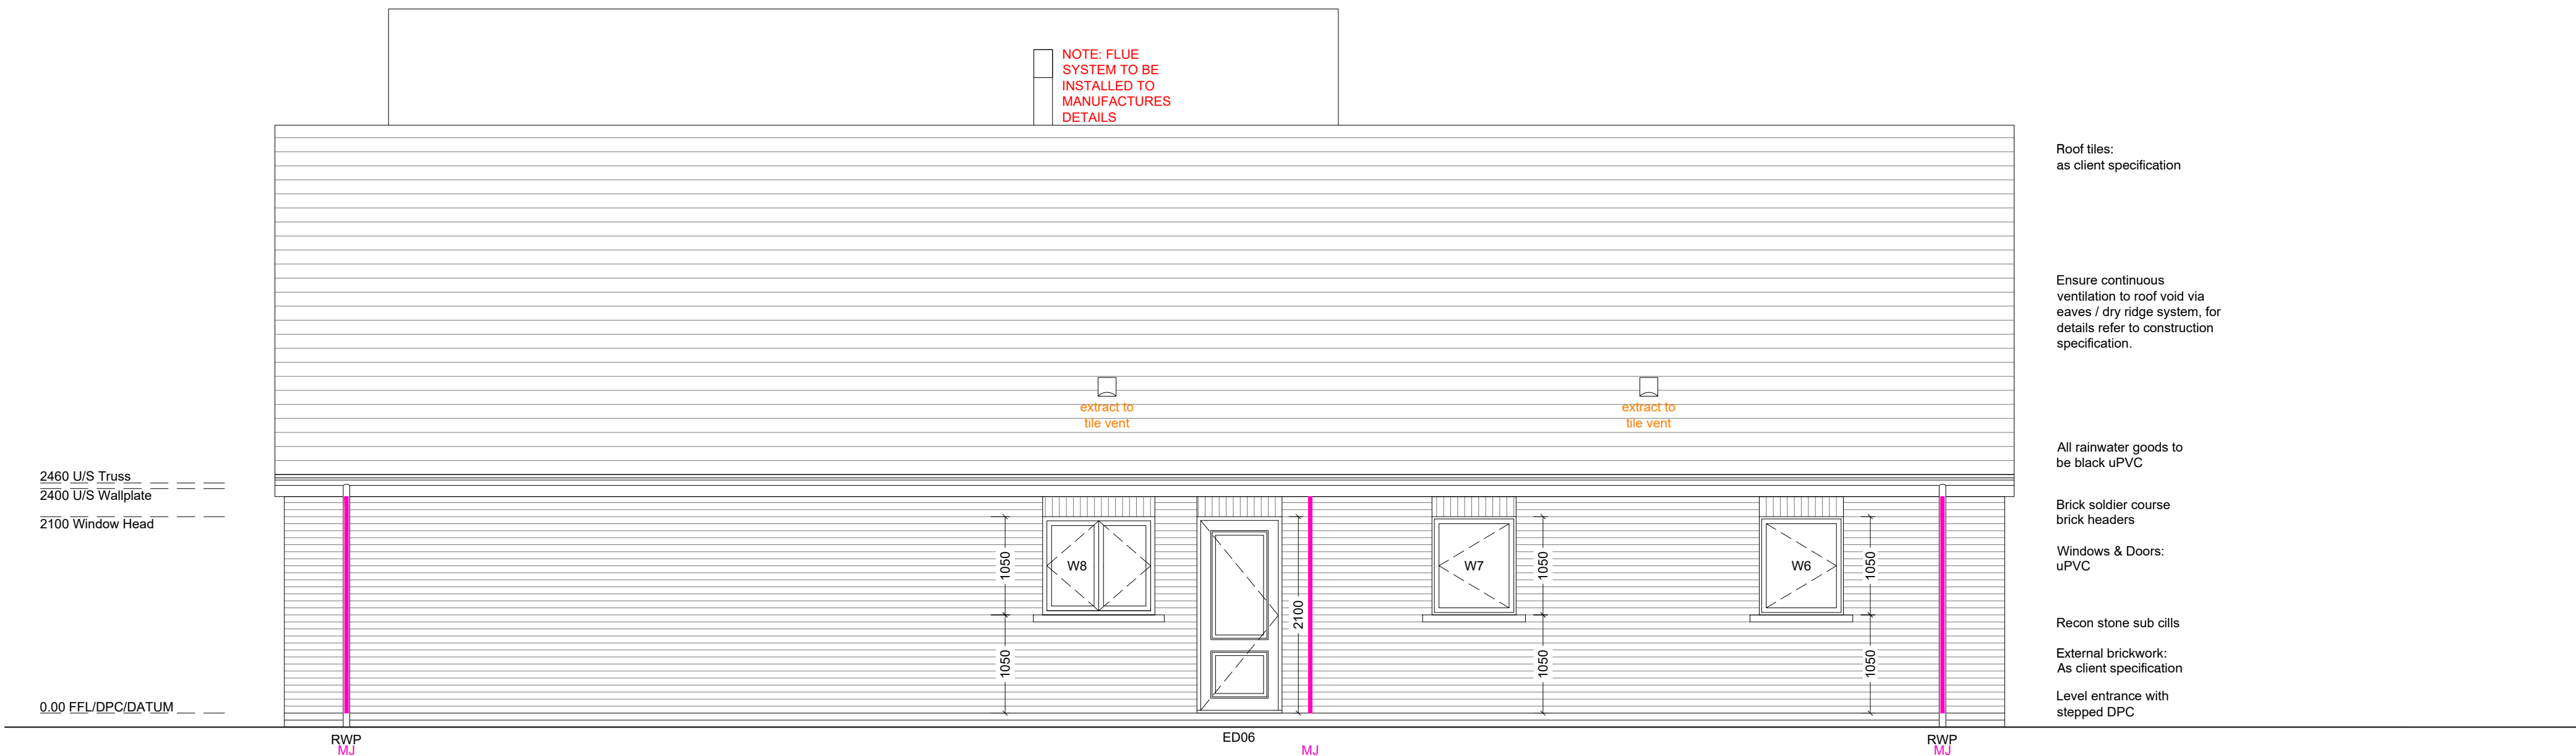 NOTE: FLUE
SYSTEM TO BE
INSTALLED TO
MANUFACTURES
DETAILS
Roof tiles:
as client specification
Ensure continuous
ventilation to roof void via
eaves / dry ridge system, for
details refer to construction
specification.
extract to
tile vent
extract to
tile vent
All rainwater goods to
be black uPVC
2460 U/S Truss
2400 U/S Wallplate
2100 Window Head
Brick soldier course
brick headers
Windows & Doors:
uPVC
1050
W8
2100
W7
1050
W6
1050
1050
1050
1050
Recon stone sub cills
External brickwork:
As client specification
Level entrance with
stepped DPC
0.00 FFL/DPC/DATUM
RWP
MJ
ED06
MJ
RWP
MJ